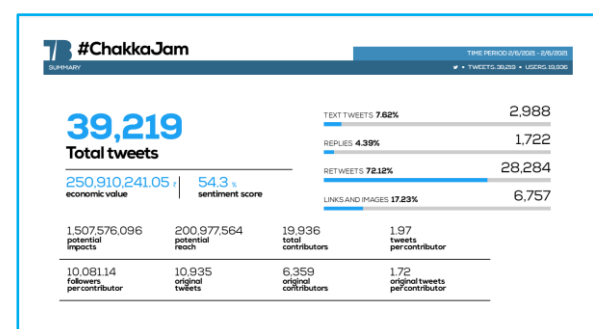 #ChakkaJam
TIME PERIOD 2/6/2021 - 2/6/2021
SUMMARY
• TWEETS: 39,219 • USERS: 19,936
39,219
Total tweets
250,910,241.05 ₹
economic value
54.3 %
sentiment score
TEXT TWEETS 7.62% 2,988
REPLIES 4.39% 1,722
RETWEETS 72.12% 28,284
LINKS AND IMAGES 17.23% 6,757
1,507,576,096
potential
impacts
200,977,564
potential
reach
19,936
total
contributors
1.97
tweets
per contributor
10,081.14
followers
per contributor
10,935
original
tweets
6,359
original
contributors
1.72
original tweets
per contributor